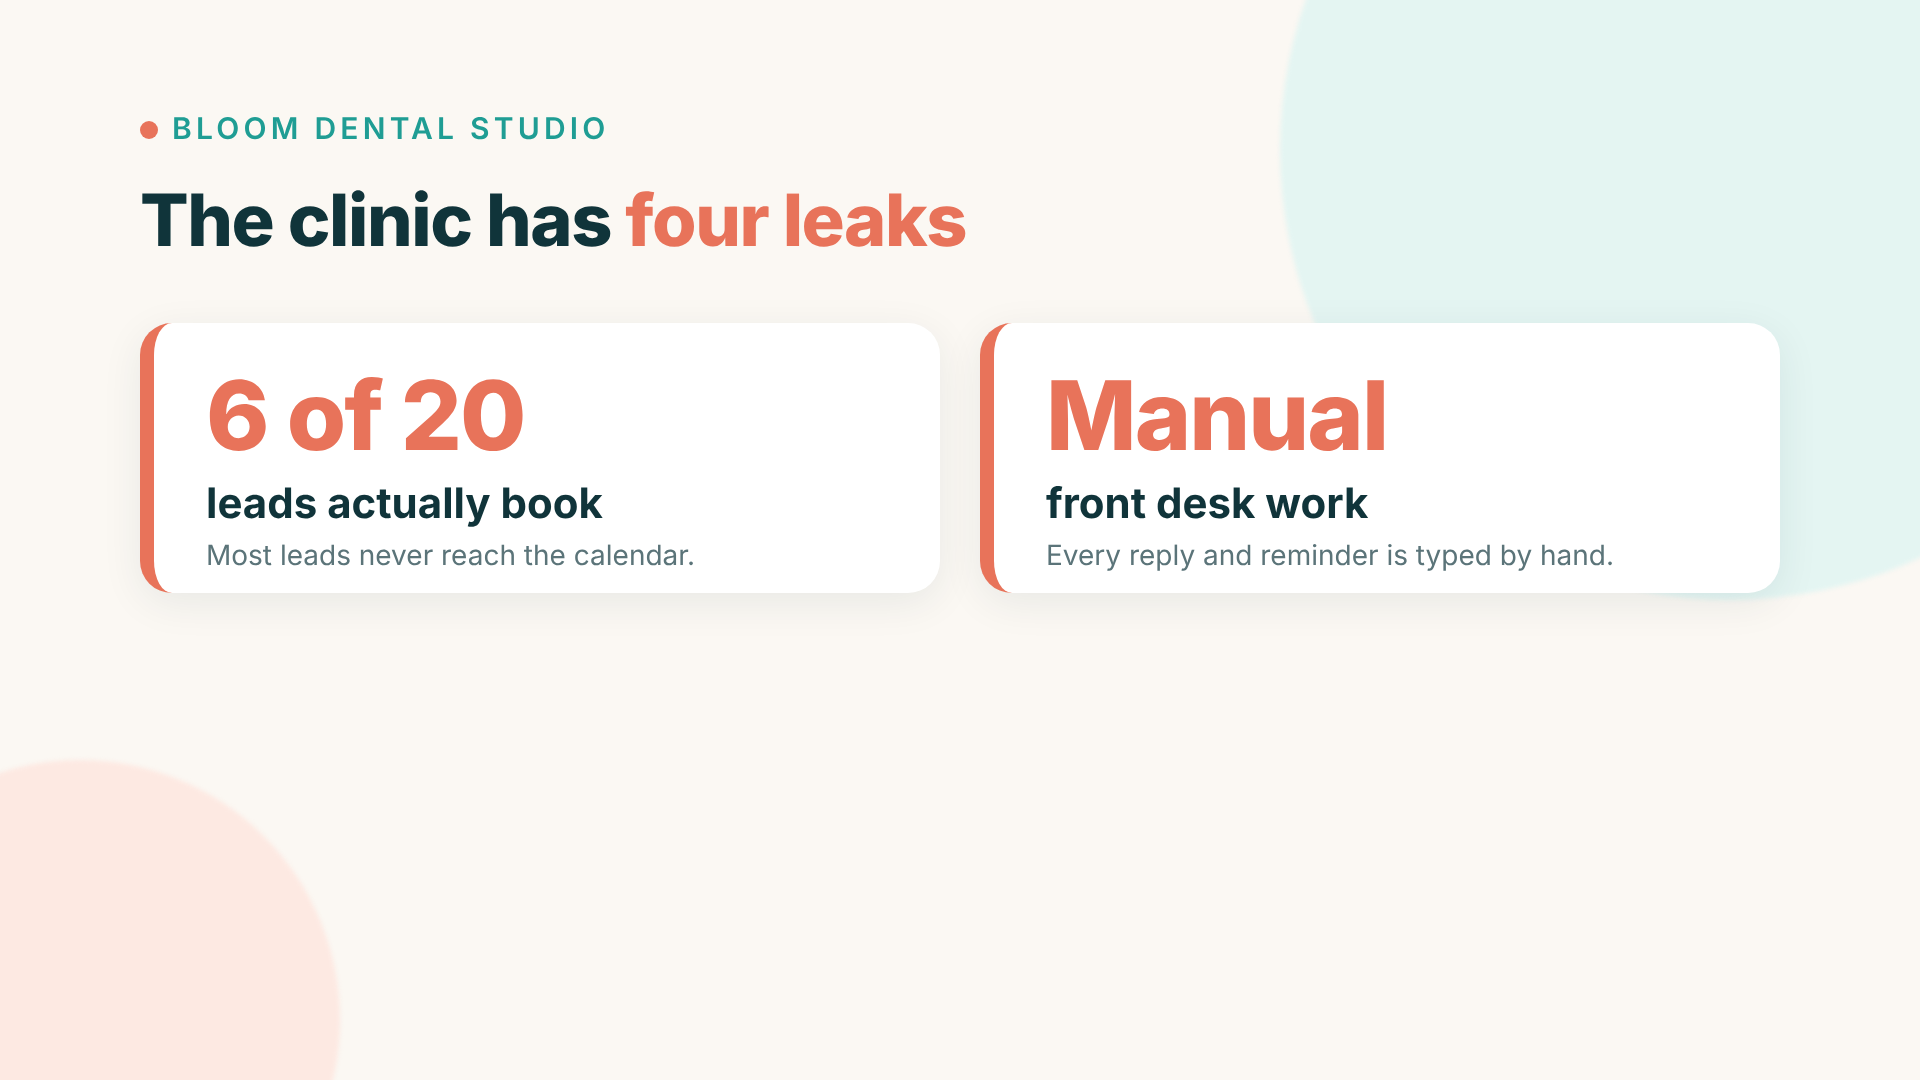 BLOOM DENTAL STUDIO
The clinic has four leaks
6 of 20
leads actually book
Most leads never reach the calendar.
Manual
front desk work
Every reply and reminder is typed by hand.